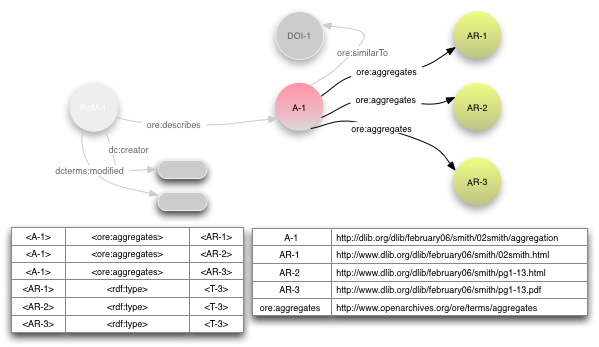 DOI-1
AR-1
ore:similarTo
ore:aggregates
ReM-1
A-1
ore:aggregates
AR-2
ore:describes
ore:aggregates
dc:creator
dcterms:modified
AR-3
<A-1> <ore:aggregates> <AR-1>
<A-1> <ore:aggregates> <AR-2>
<A-1> <ore:aggregates> <AR-3>
<AR-1> <rdf:type> <T-3>
<AR-2> <rdf:type> <T-3>
<AR-3> <rdf:type> <T-3>
A-1 http://dlib.org/dlib/february06/smith/02smith/aggregation
AR-1 http://www.dlib.org/dlib/february06/smith/02smith.html
AR-2 http://www.dlib.org/dlib/february06/smith/pg1-13.html
AR-3 http://www.dlib.org/dlib/february06/smith/pg1-13.pdf
ore:aggregates http://www.openarchives.org/ore/terms/aggregates